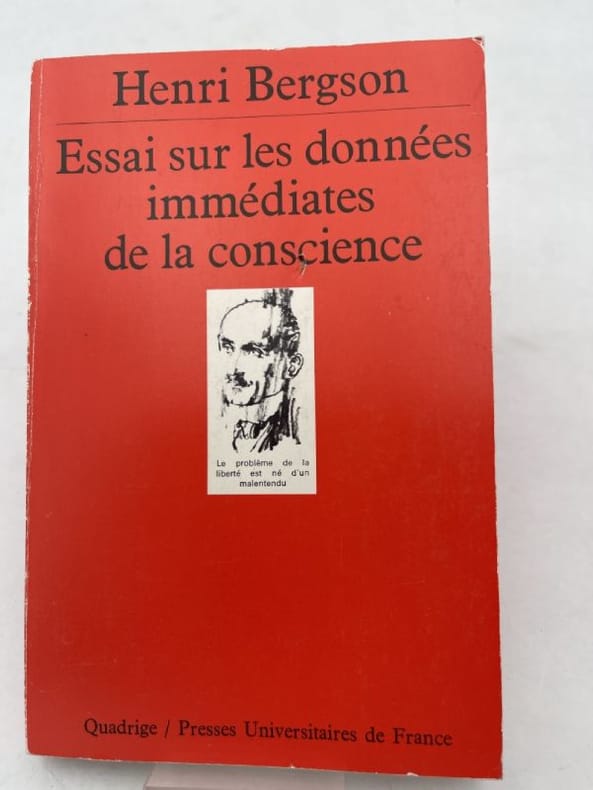 Henri Bergson
Essai sur les données
immédiates
de la conscience
Le problème de la
liberté est né d'un
malentendu
Quadrige / Presses Universitaires de France